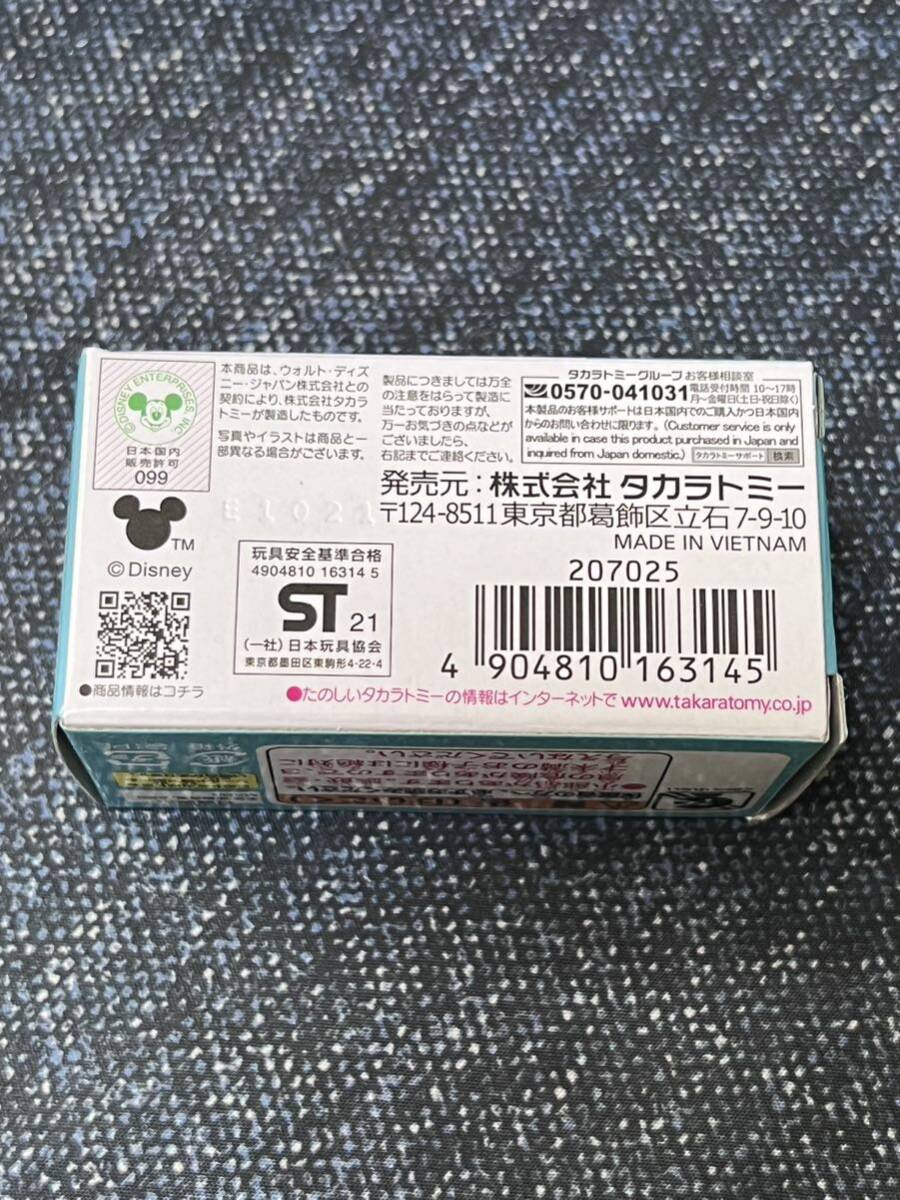 ©DISNEY ENTERPRISES, INC
日本国内
販売許可
099
本商品は、ウォルト・ディズ
ニー・ジャパン株式会社との
契約により、株式会社タカラ
トミーが製造したものです。
写真やイラストは商品と一
部異なる場合がございます。
TM
©Disney
●商品情報はコチラ
製品につきましては万全
の注意をはらって製造に
当たっておりますが、
万一お気づきの点などが
ございましたら、
右記までご連絡ください。
タカラトミーグループお客様相談室
0570-041031
電話受付時間 10〜17時
月〜金曜日(土日・祝日除く)
本製品のお客様サポートは日本国内でのご購入かつ日本国内
からのお問い合わせに限ります。(Customer service is only
available in case this product purchased in Japan and
inquired from Japan domestic.)
タカラトミーサポート 検索
E1021
発売元:株式会社 タカラトミー
〒124-8511東京都葛飾区立石7-9-10
MADE IN VIETNAM
玩具安全基準合格
4904810 16314 5
ST 21
(一社)日本玩具協会
東京都墨田区東駒形4-22-4
207025
4 904810 163145
●たのしいタカラトミーの情報はインターネットで www.takaratomy.co.jp